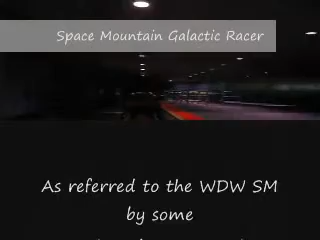 Space Mountain Galactic Racer
As referred to the WDW SM
by some